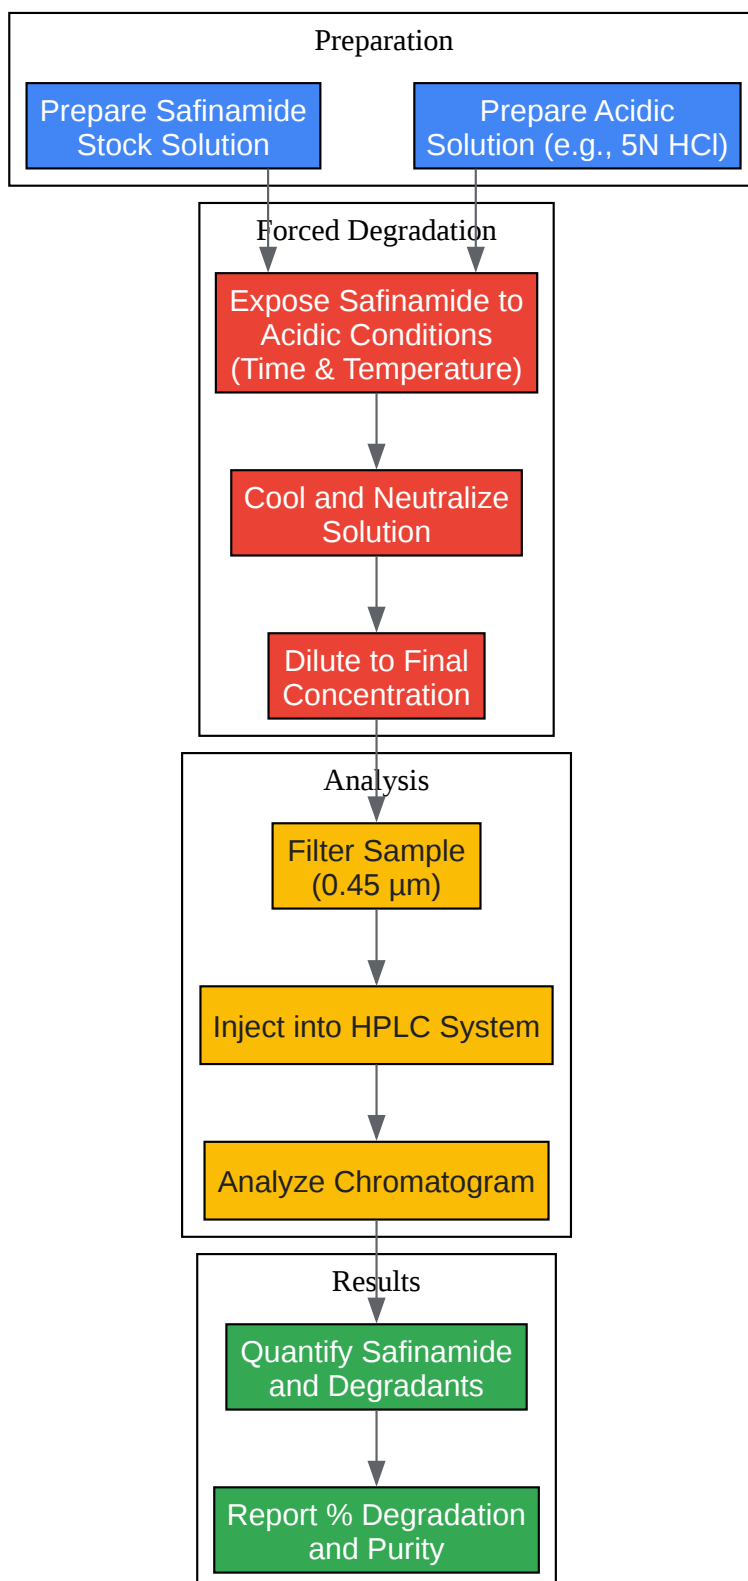 Preparation
Prepare Safinamide
Stock Solution
Prepare Acidic
Solution (e.g., 5N HCl)
Forced Degradation
Expose Safinamide to
Acidic Conditions
(Time & Temperature)
Cool and Neutralize
Solution
Dilute to Final
Concentration
Analysis
Filter Sample
(0.45 µm)
Inject into HPLC System
Analyze Chromatogram
Results
Quantify Safinamide
and Degradants
Report % Degradation
and Purity